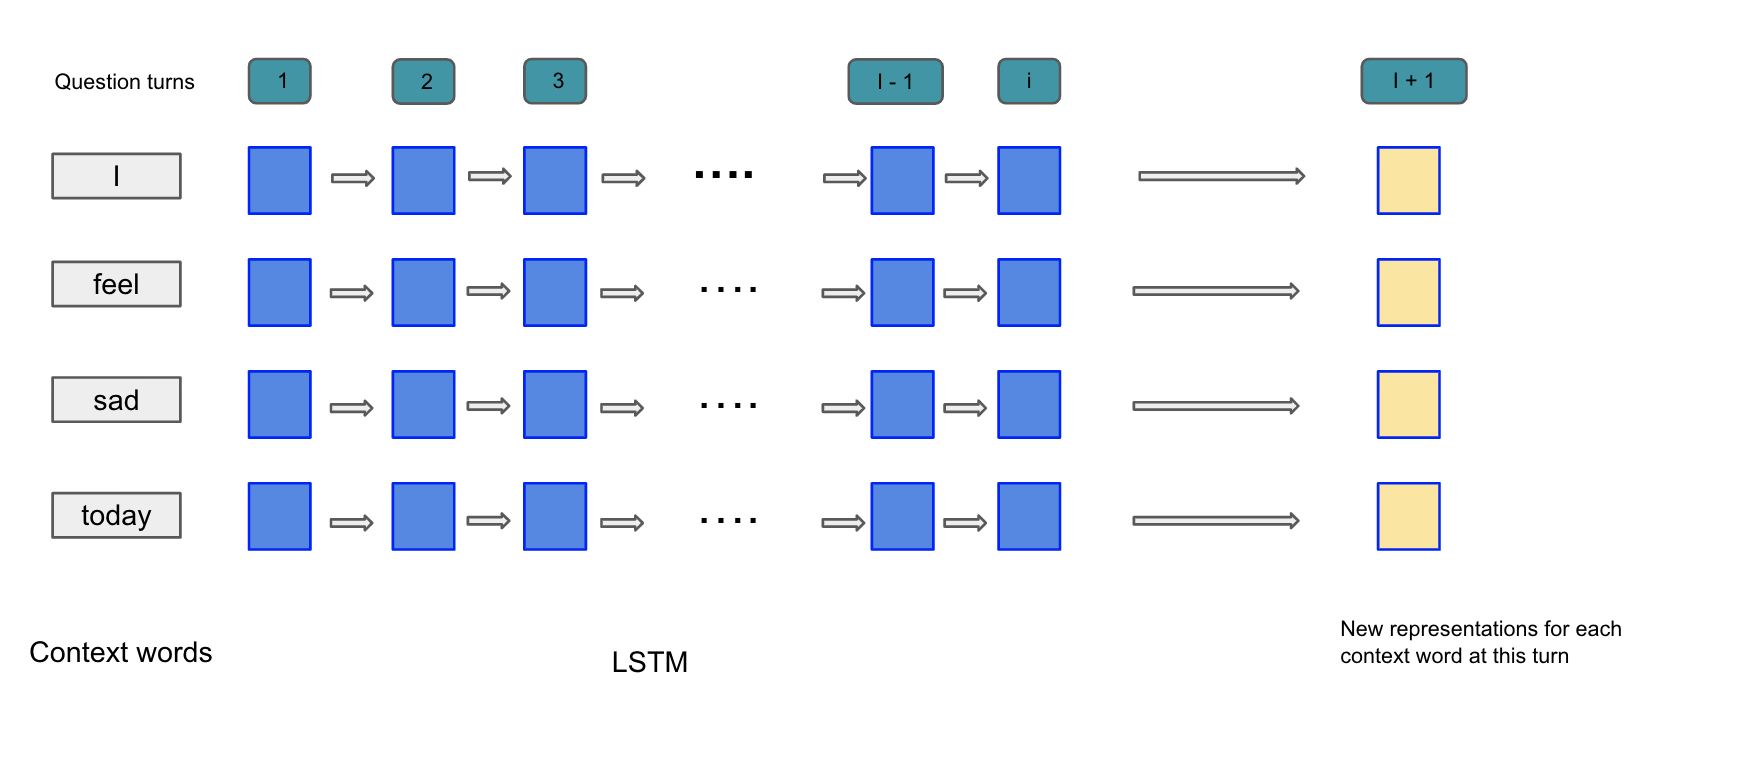 Question turns 1 2 3 I - 1 i I + 1
I
feel
sad
today
Context words
LSTM
New representations for each
context word at this turn